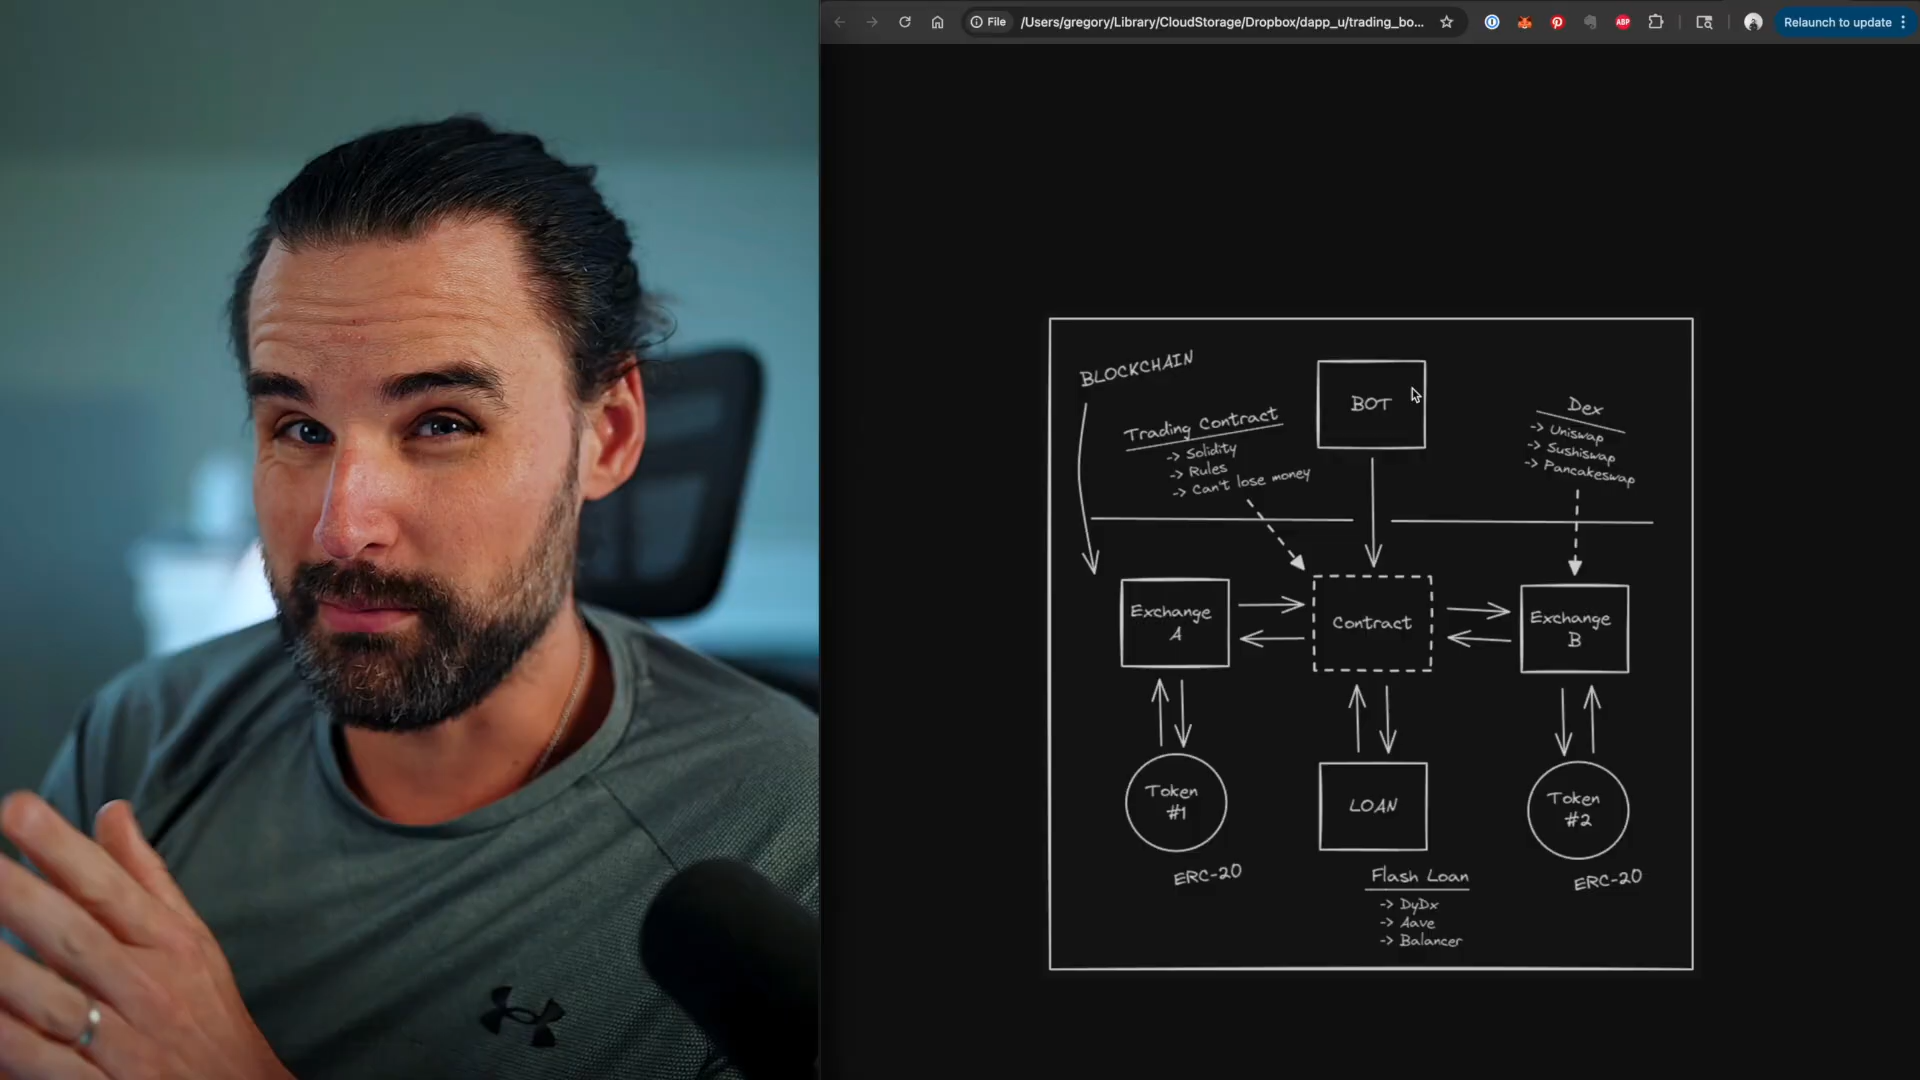 File
/Users/gregory/Library/CloudStorage/Dropbox/dapp_u/trading_bo...
ABP
Relaunch to update
BLOCKCHAIN
BOT
Trading Contract
-> Solidity
-> Rules
-> Can't lose money
Dex
-> Uniswap
-> Sushiswap
-> Pancakeswap
Exchange
A
Contract
Exchange
B
Token
#1
LOAN
Token
#2
ERC-20
Flash Loan
-> DyDx
-> Aave
-> Balancer
ERC-20